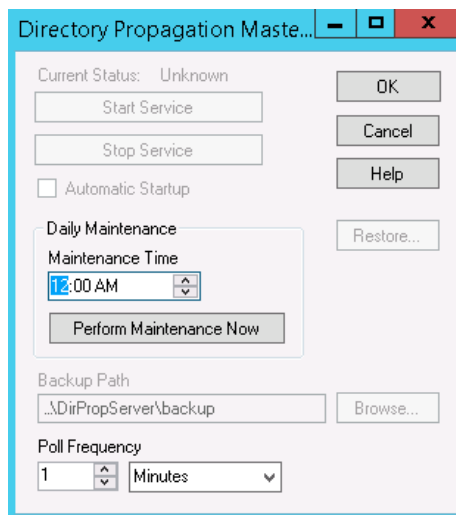 Directory Propagation Maste...
Current Status: Unknown
Start Service
Stop Service
Automatic Startup
OK
Cancel
Help
Restore...
Daily Maintenance
Maintenance Time
12:00 AM
Perform Maintenance Now
Backup Path
..\DirPropServer\backup
Browse...
Poll Frequency
1
Minutes